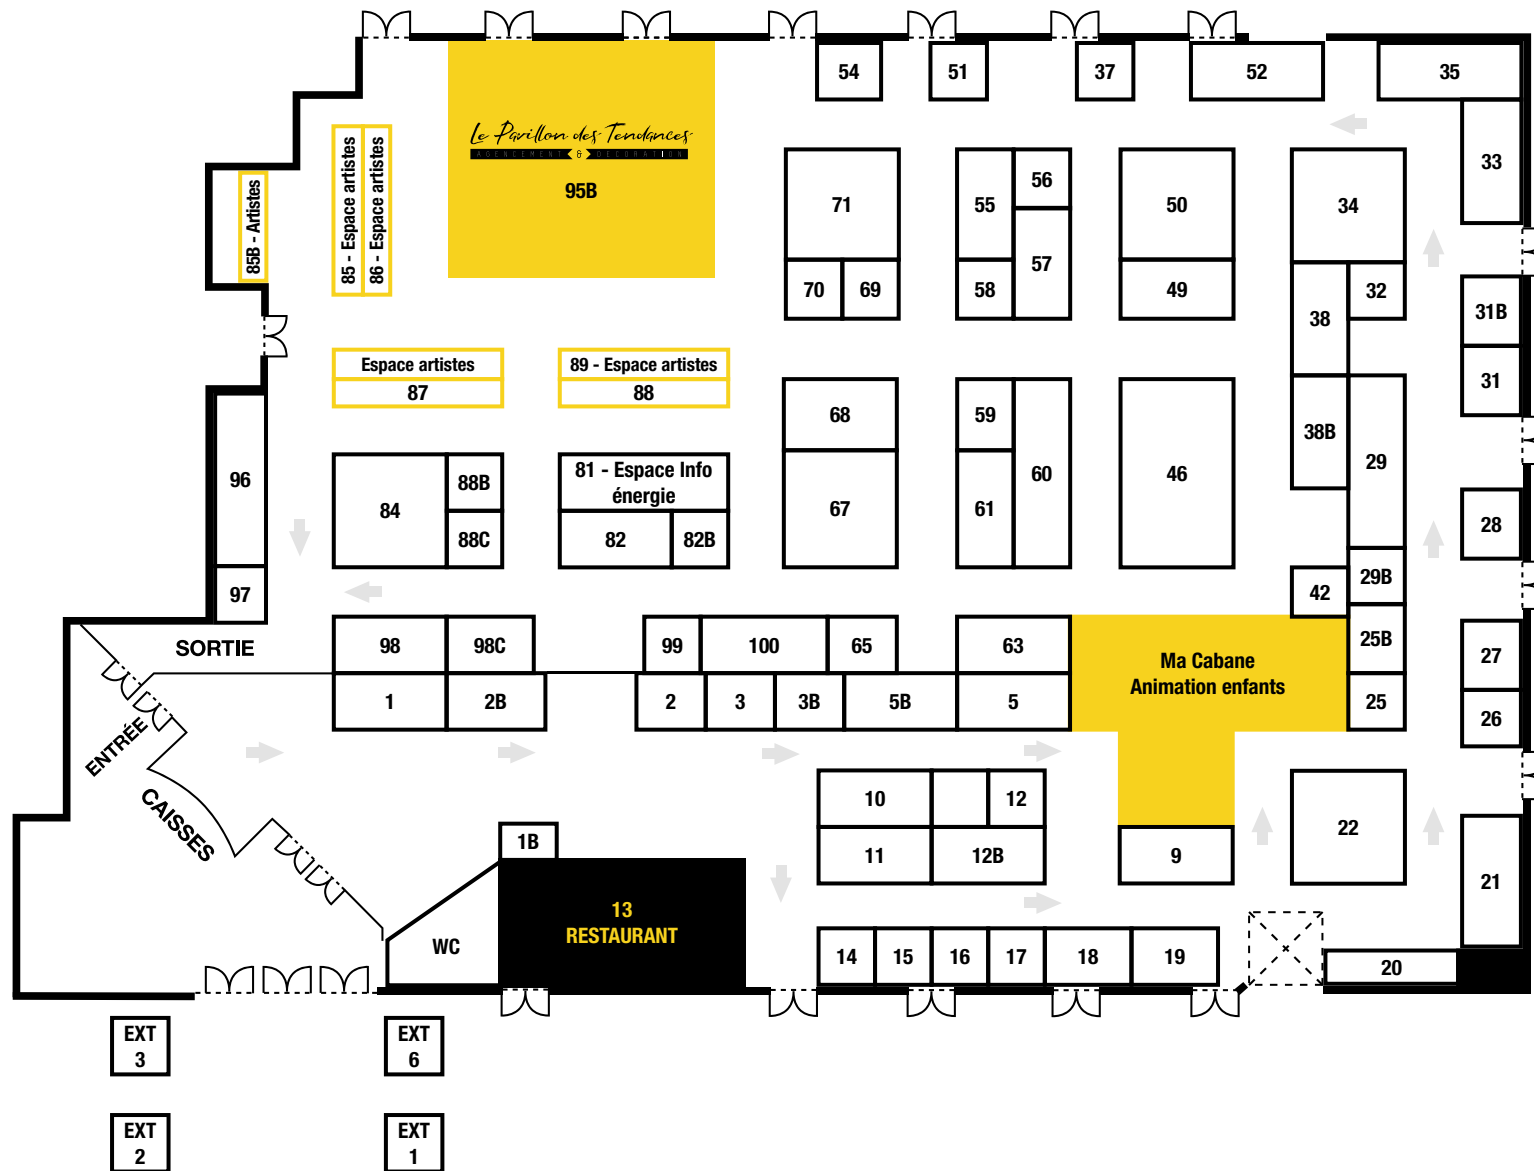 54
51
37
52
35
Le Pavillon des Tendances
AGENCEMENT & DÉCORATION
95B
85B - Artistes
85 - Espace artistes
86 - Espace artistes
71
55
56
50
34
33
57
70
69
58
49
38
32
31B
31
Espace artistes
87
89 - Espace artistes
88
68
59
60
46
38B
29
96
84
88B
88C
81 - Espace Info
énergie
82
82B
67
61
28
97
42
29B
SORTIE
98
98C
99
100
65
63
Ma Cabane
Animation enfants
25B
27
1
2B
2
3
3B
5B
5
25
26
ENTRÉE
CAISSES
10
12
22
1B
11
12B
9
21
13
RESTAURANT
WC
14
15
16
17
18
19
20
EXT
3
EXT
6
EXT
2
EXT
1